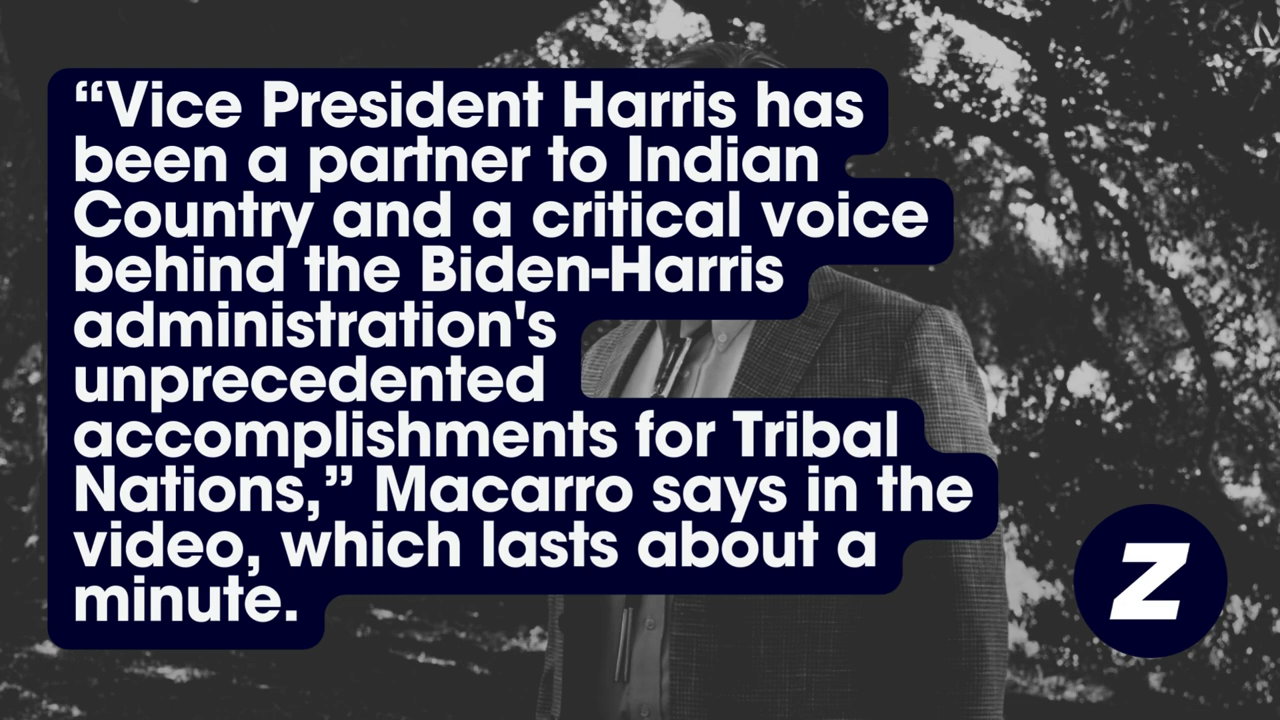 “Vice President Harris has
been a partner to Indian
Country and a critical voice
behind the Biden-Harris
administration's
unprecedented
accomplishments for Tribal
Nations,” Macarro says in the
video, which lasts about a
minute.
Z